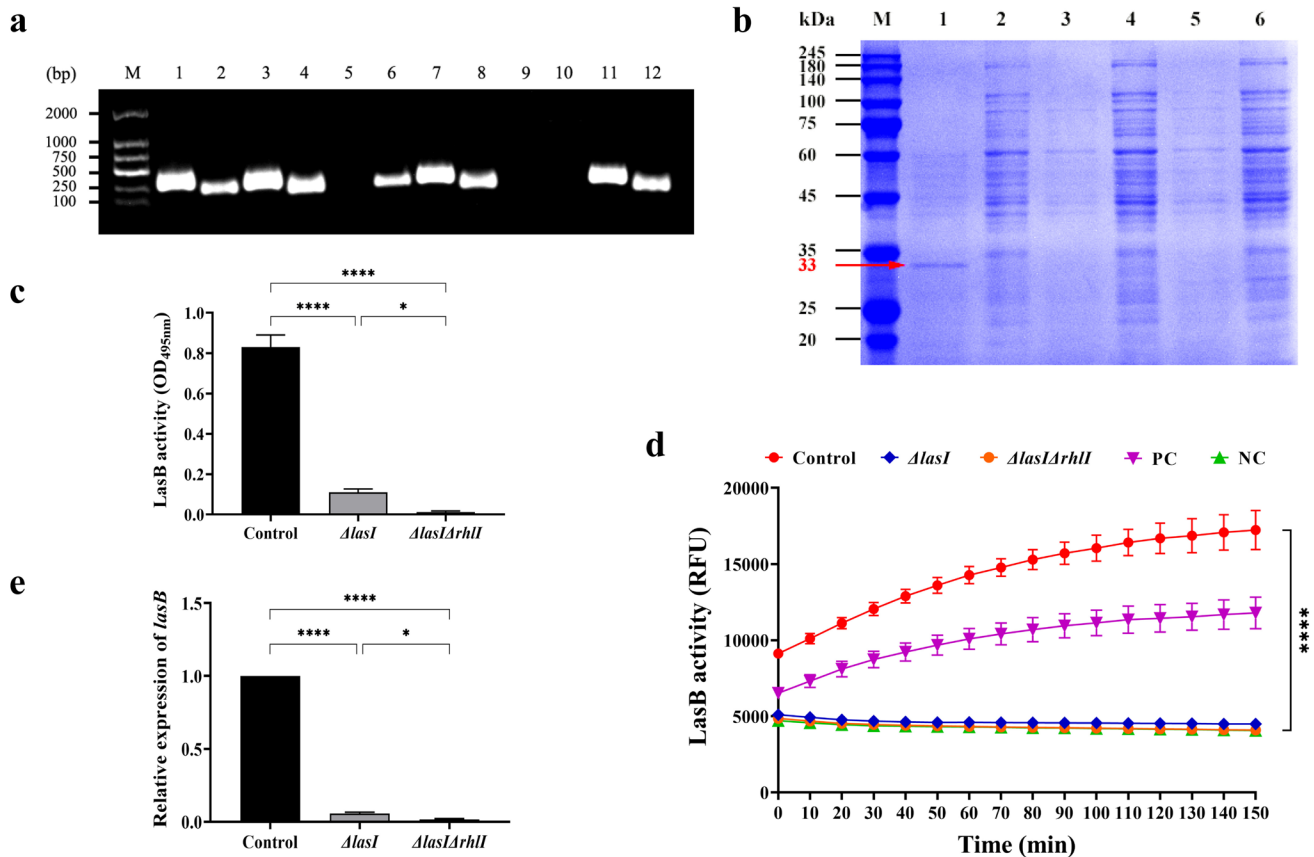 a
(bp) M 1 2 3 4 5 6 7 8 9 10 11 12
2000
1000
750
500
250
100
b
kDa M 1 2 3 4 5 6
245
180
140
100
75
60
45
35
33
25
20
c
LasB activity (OD495nm)
1.0
0.8
0.6
0.4
0.2
0.0
**** 
**** *
Control ΔlasI ΔlasIΔrhlI
d
Control ΔlasI ΔlasIΔrhlI PC NC
LasB activity (RFU)
20000
15000
10000
5000
0
0 10 20 30 40 50 60 70 80 90 100 110 120 130 140 150
Time (min)
****
e
Relative expression of lasB
1.5
1.0
0.5
0.0
****
**** *
Control ΔlasI ΔlasIΔrhlI